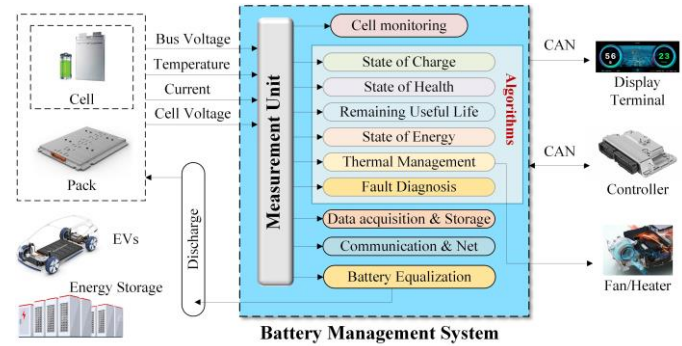 Cell
Pack
EVs
Energy Storage
Bus Voltage
Temperature
Current
Cell Voltage
Discharge
Measurement Unit
Cell monitoring
State of Charge
State of Health
Remaining Useful Life
State of Energy
Thermal Management
Fault Diagnosis
Algorithms
Data acquisition & Storage
Communication & Net
Battery Equalization
Battery Management System
CAN
56
23
Display
Terminal
CAN
Controller
Fan/Heater